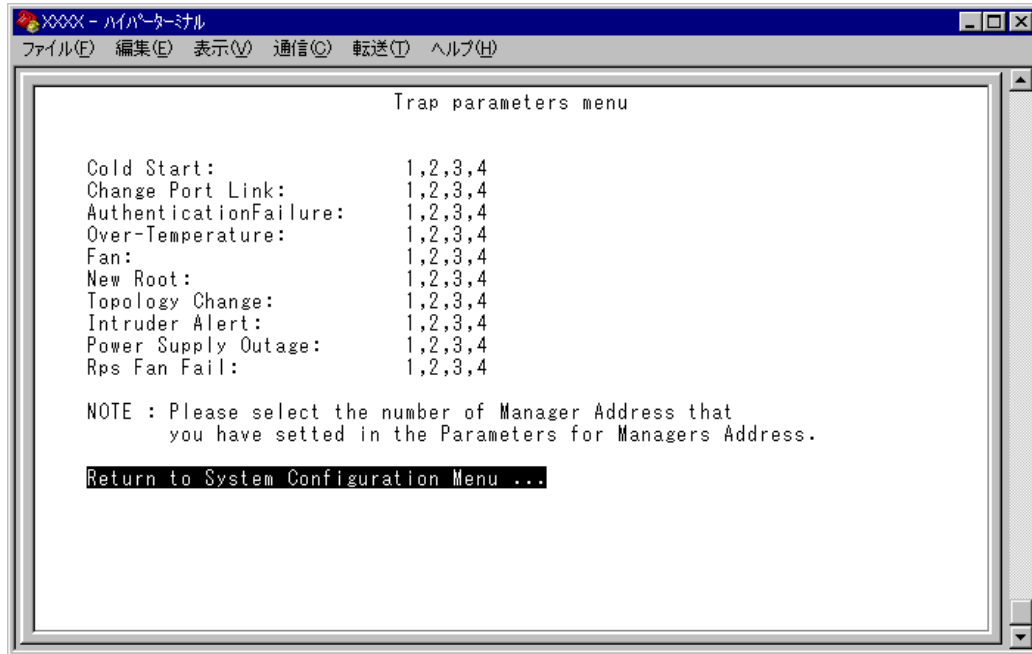 XXXX - ﾊｲﾊﾟｰﾀｰﾐﾅﾙ
ファイル(F) 編集(E) 表示(V) 通信(C) 転送(T) ヘルプ(H)
Trap parameters menu
Cold Start: 1,2,3,4
Change Port Link: 1,2,3,4
AuthenticationFailure: 1,2,3,4
Over-Temperature: 1,2,3,4
Fan: 1,2,3,4
New Root: 1,2,3,4
Topology Change: 1,2,3,4
Intruder Alert: 1,2,3,4
Power Supply Outage: 1,2,3,4
Rps Fan Fail: 1,2,3,4
NOTE : Please select the number of Manager Address that
you have setted in the Parameters for Managers Address.
Return to System Configuration Menu ...